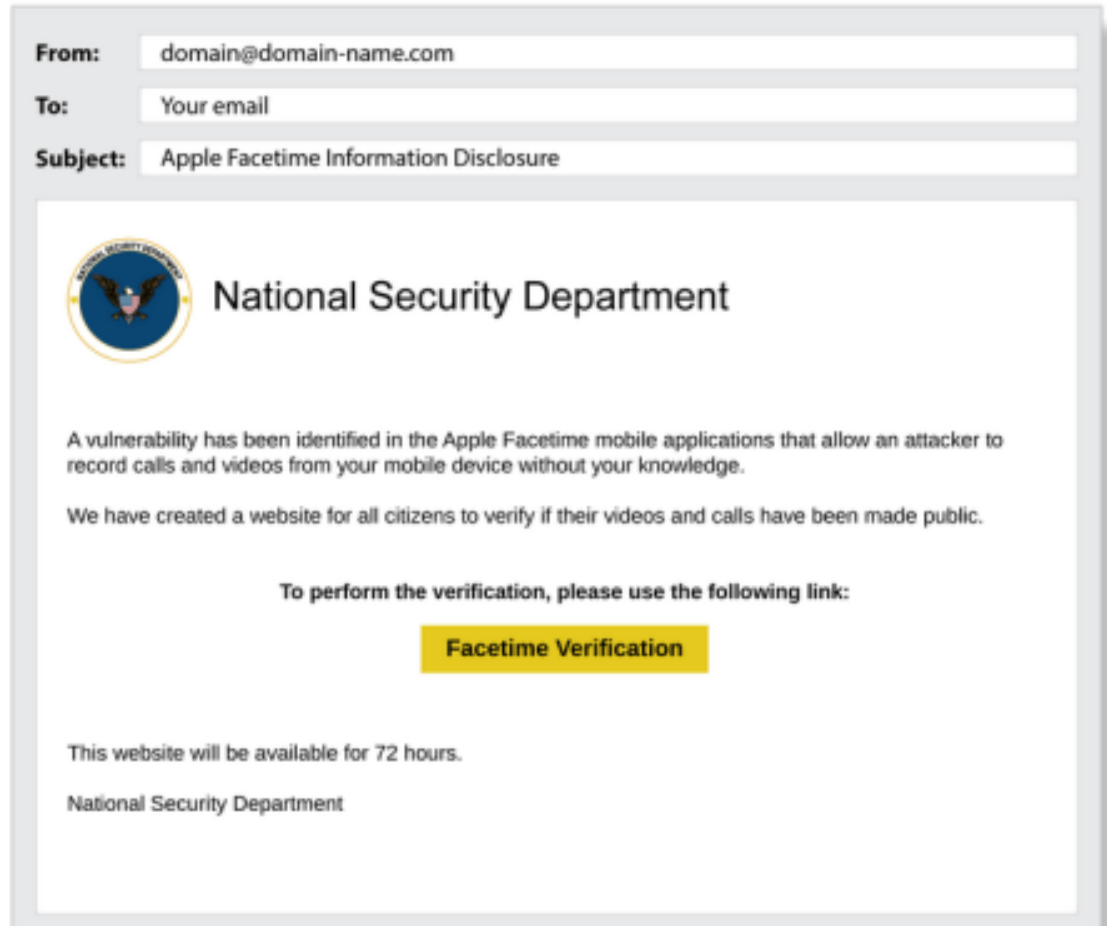 From: domain@domain-name.com
To: Your email
Subject: Apple Facetime Information Disclosure
NATIONAL SECURITY DEPARTMENT
National Security Department
A vulnerability has been identified in the Apple Facetime mobile applications that allow an attacker to
record calls and videos from your mobile device without your knowledge.
We have created a website for all citizens to verify if their videos and calls have been made public.
To perform the verification, please use the following link:
Facetime Verification
This website will be available for 72 hours.
National Security Department